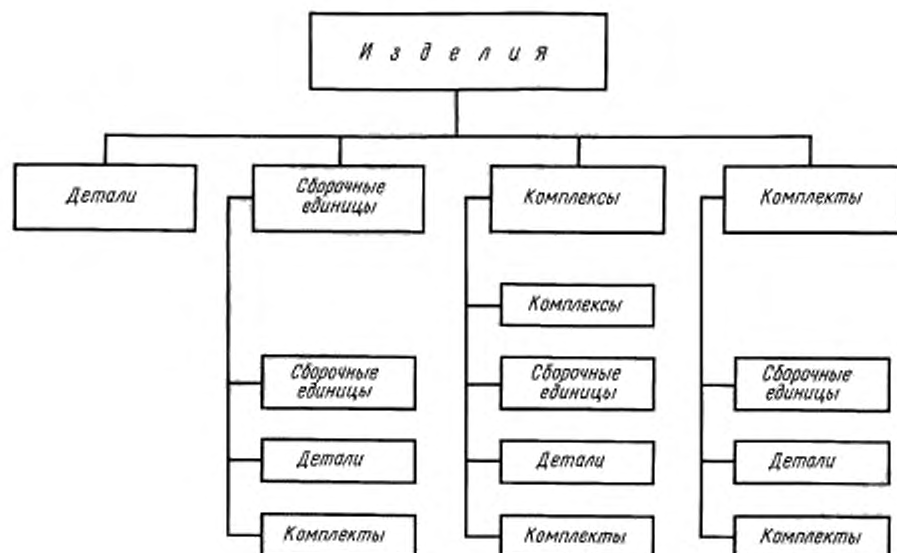 Изделия
Детали
Сборочные
единицы
Комплексы
Комплекты
Комплексы
Сборочные
единицы
Сборочные
единицы
Сборочные
единицы
Детали
Детали
Детали
Комплекты
Комплекты
Комплекты